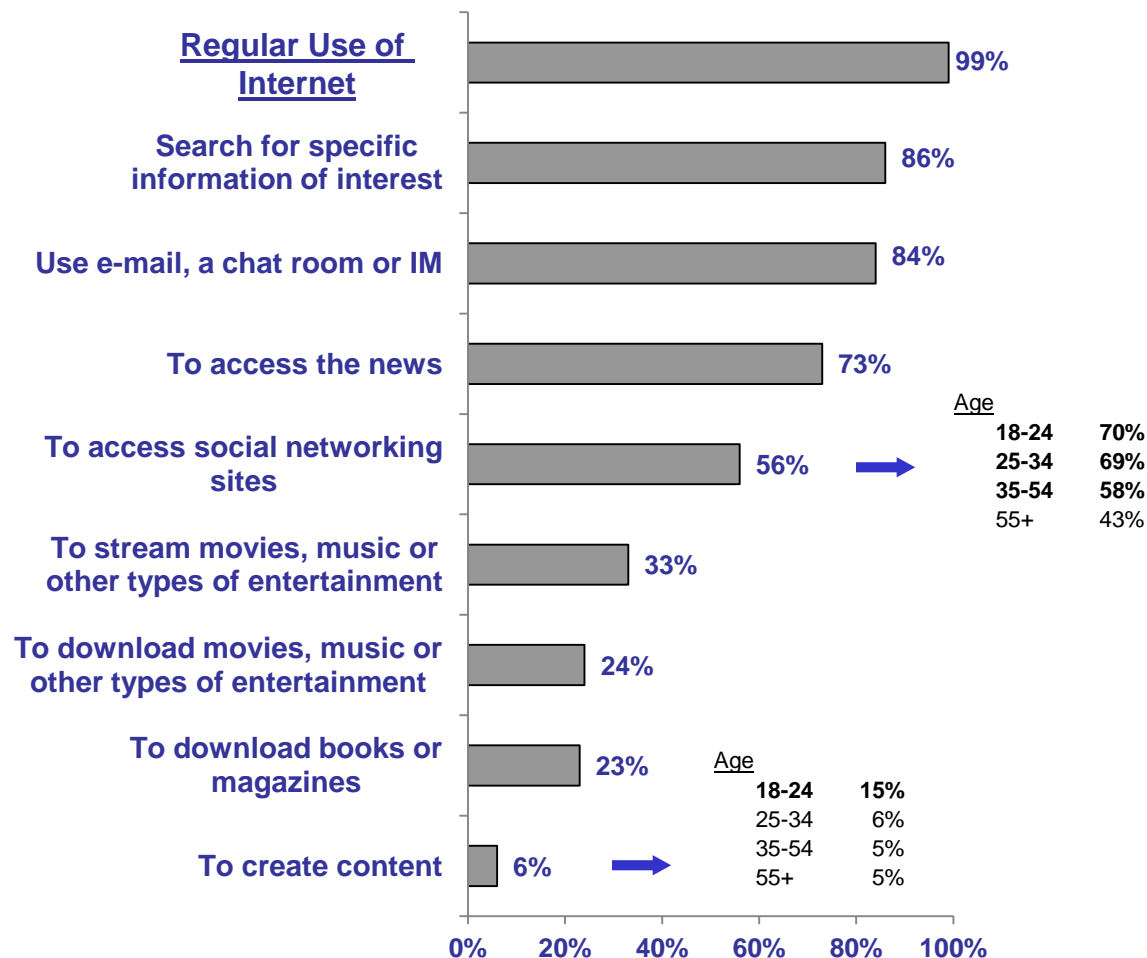 Regular Use of
Internet
99%
Search for specific
information of interest
86%
Use e-mail, a chat room or IM
84%
To access the news
73%
To access social networking
sites
56%
Age
18-24 70%
25-34 69%
35-54 58%
55+ 43%
To stream movies, music or
other types of entertainment
33%
To download movies, music or
other types of entertainment
24%
To download books or
magazines
23%
Age
18-24 15%
25-34 6%
35-54 5%
55+ 5%
To create content
6%
0% 20% 40% 60% 80% 100%